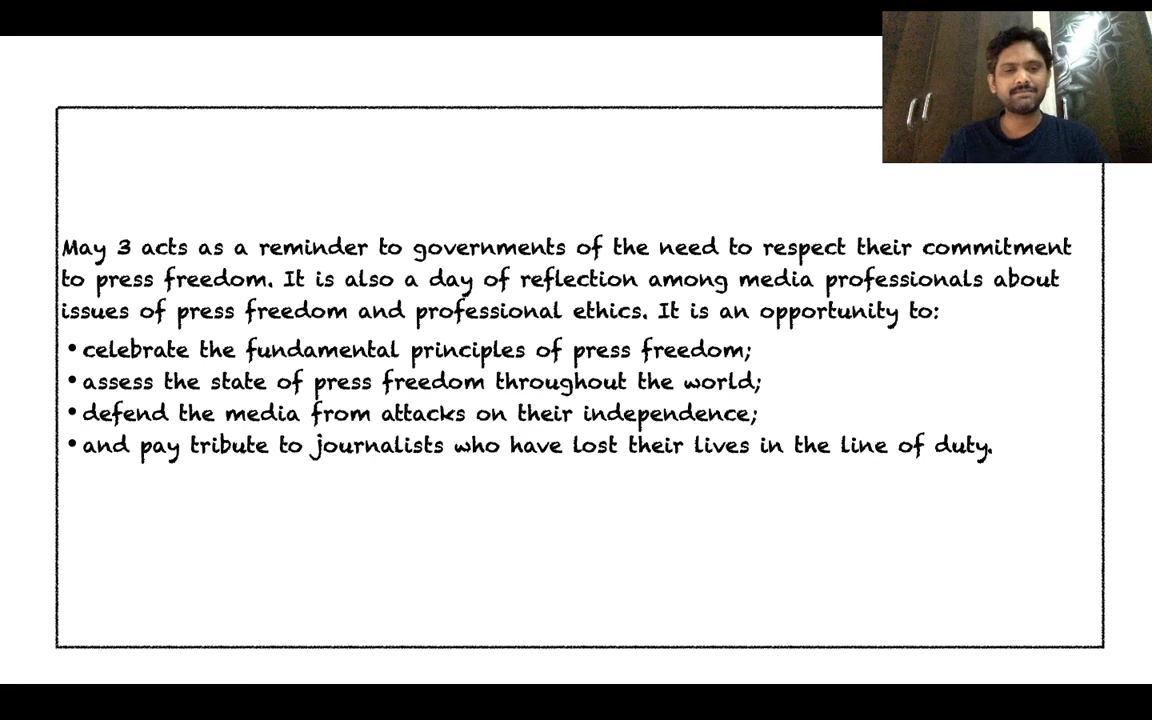 May 3 acts as a reminder to governments of the need to respect their commitment
to press freedom. It is also a day of reflection among media professionals about
issues of press freedom and professional ethics. It is an opportunity to:
• celebrate the fundamental principles of press freedom;
• assess the state of press freedom throughout the world;
• defend the media from attacks on their independence;
• and pay tribute to journalists who have lost their lives in the line of duty.